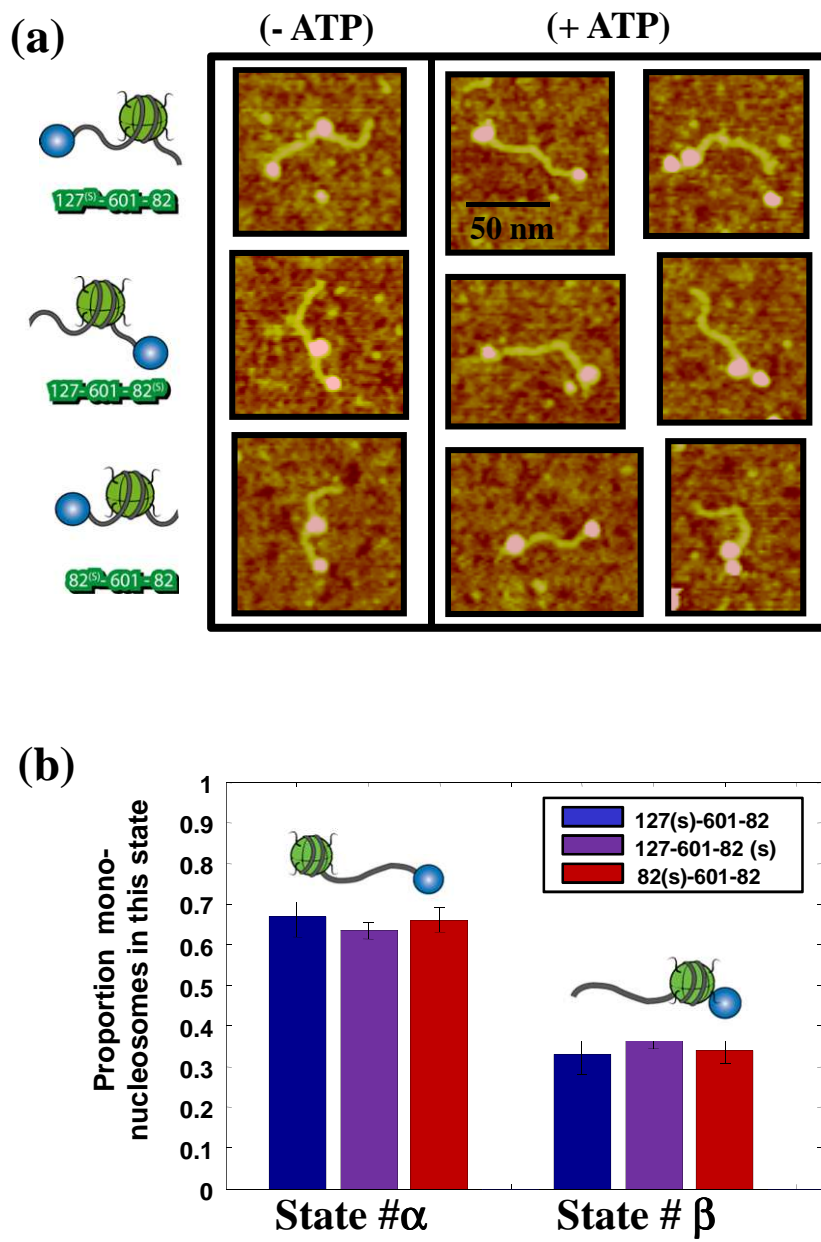 (a)
(- ATP)
(+ ATP)
127(S)-601-82
50 nm
127-601-82(S)
82(S)-601-82
(b)
Proportion mono-
nucleosomes in this state
1
0.9
0.8
0.7
0.6
0.5
0.4
0.3
0.2
0.1
0
127(s)-601-82
127-601-82 (s)
82(s)-601-82
State #α
State # β